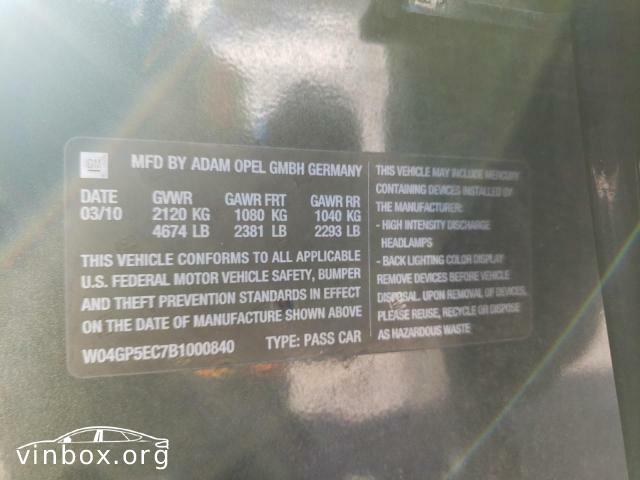 GM
MFD BY ADAM OPEL GMBH GERMANY
DATE GVWR GAWR FRT GAWR RR
03/10 2120 KG 1080 KG 1040 KG
4674 LB 2381 LB 2293 LB
THIS VEHICLE CONFORMS TO ALL APPLICABLE
U.S. FEDERAL MOTOR VEHICLE SAFETY, BUMPER
AND THEFT PREVENTION STANDARDS IN EFFECT
ON THE DATE OF MANUFACTURE SHOWN ABOVE
W04GP5EC7B1000840 TYPE: PASS CAR
THIS VEHICLE MAY INCLUDE MERCURY
CONTAINING DEVICES INSTALLED BY
THE MANUFACTURER:
- HIGH INTENSITY DISCHARGE
HEADLAMPS
- BACK LIGHTING COLOR DISPLAY
REMOVE DEVICES BEFORE VEHICLE
DISPOSAL. UPON REMOVAL OF DEVICES,
PLEASE REUSE, RECYCLE OR DISPOSE
AS HAZARDOUS WASTE
vinbox.org